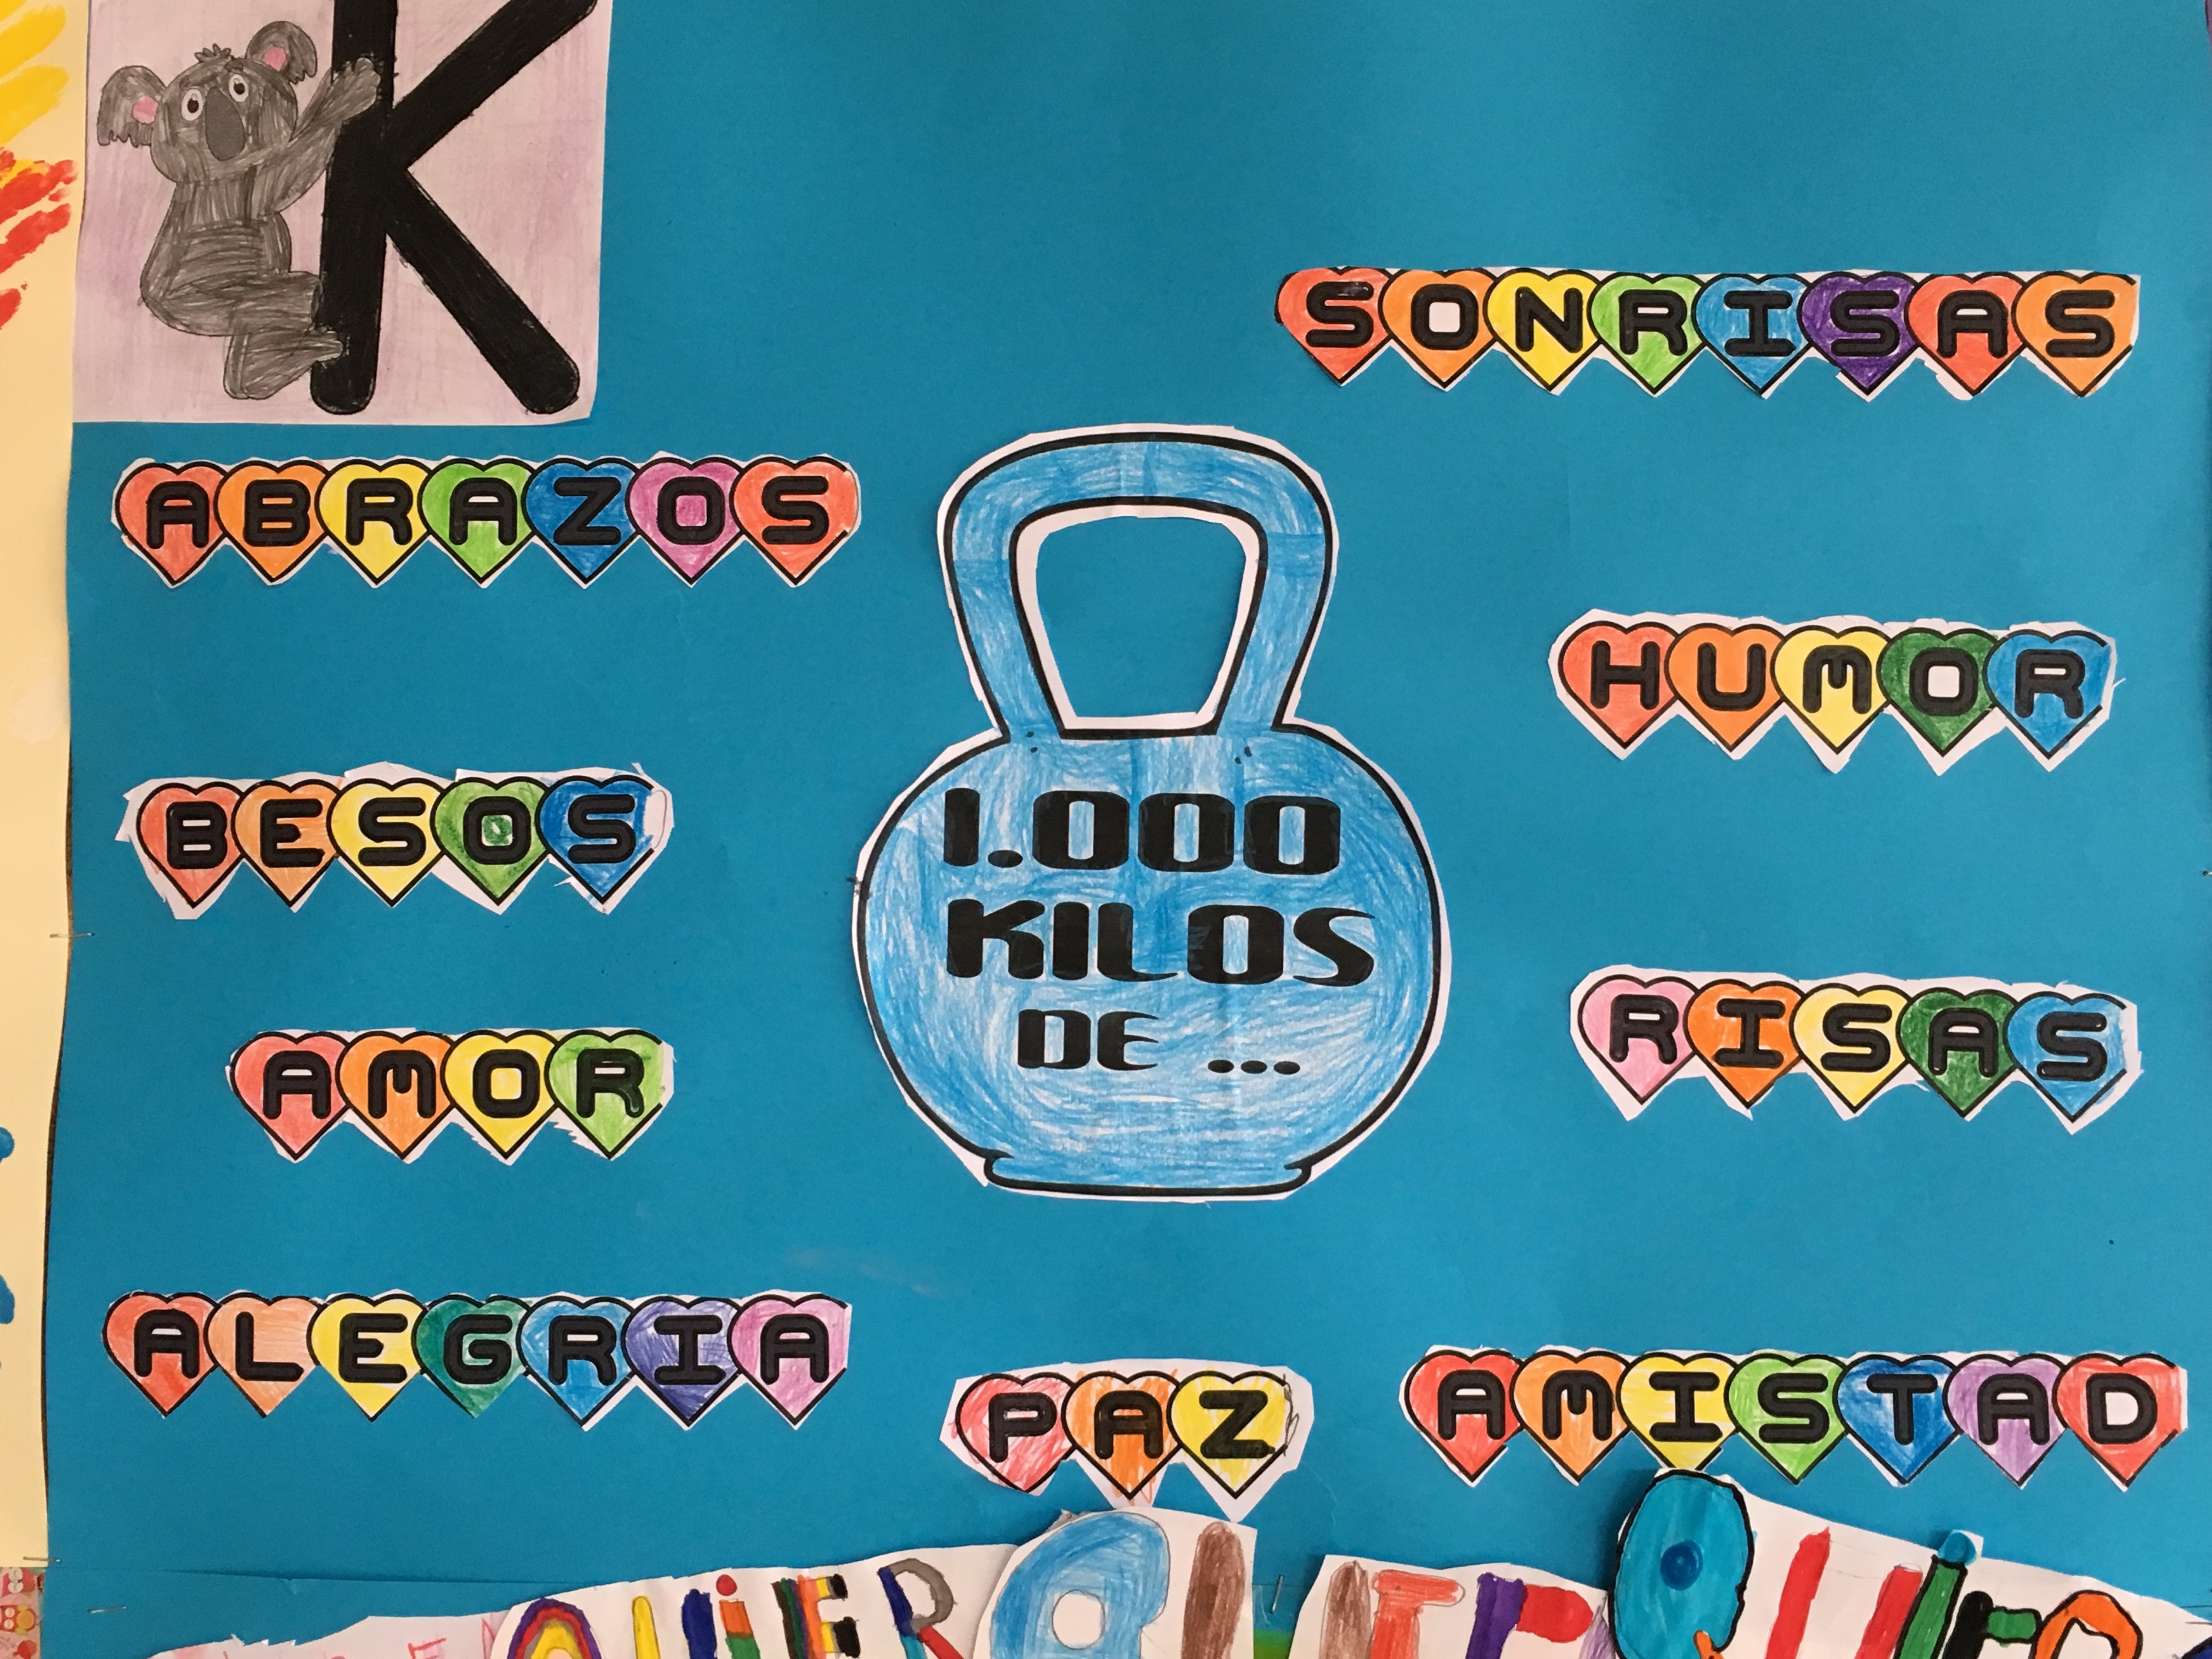 K
SONRISAS
ABRAZOS
HUMOR
BESOS
1.000
KILOS
DE ...
RISAS
AMOR
ALEGRIA
PAZ
AMISTAD